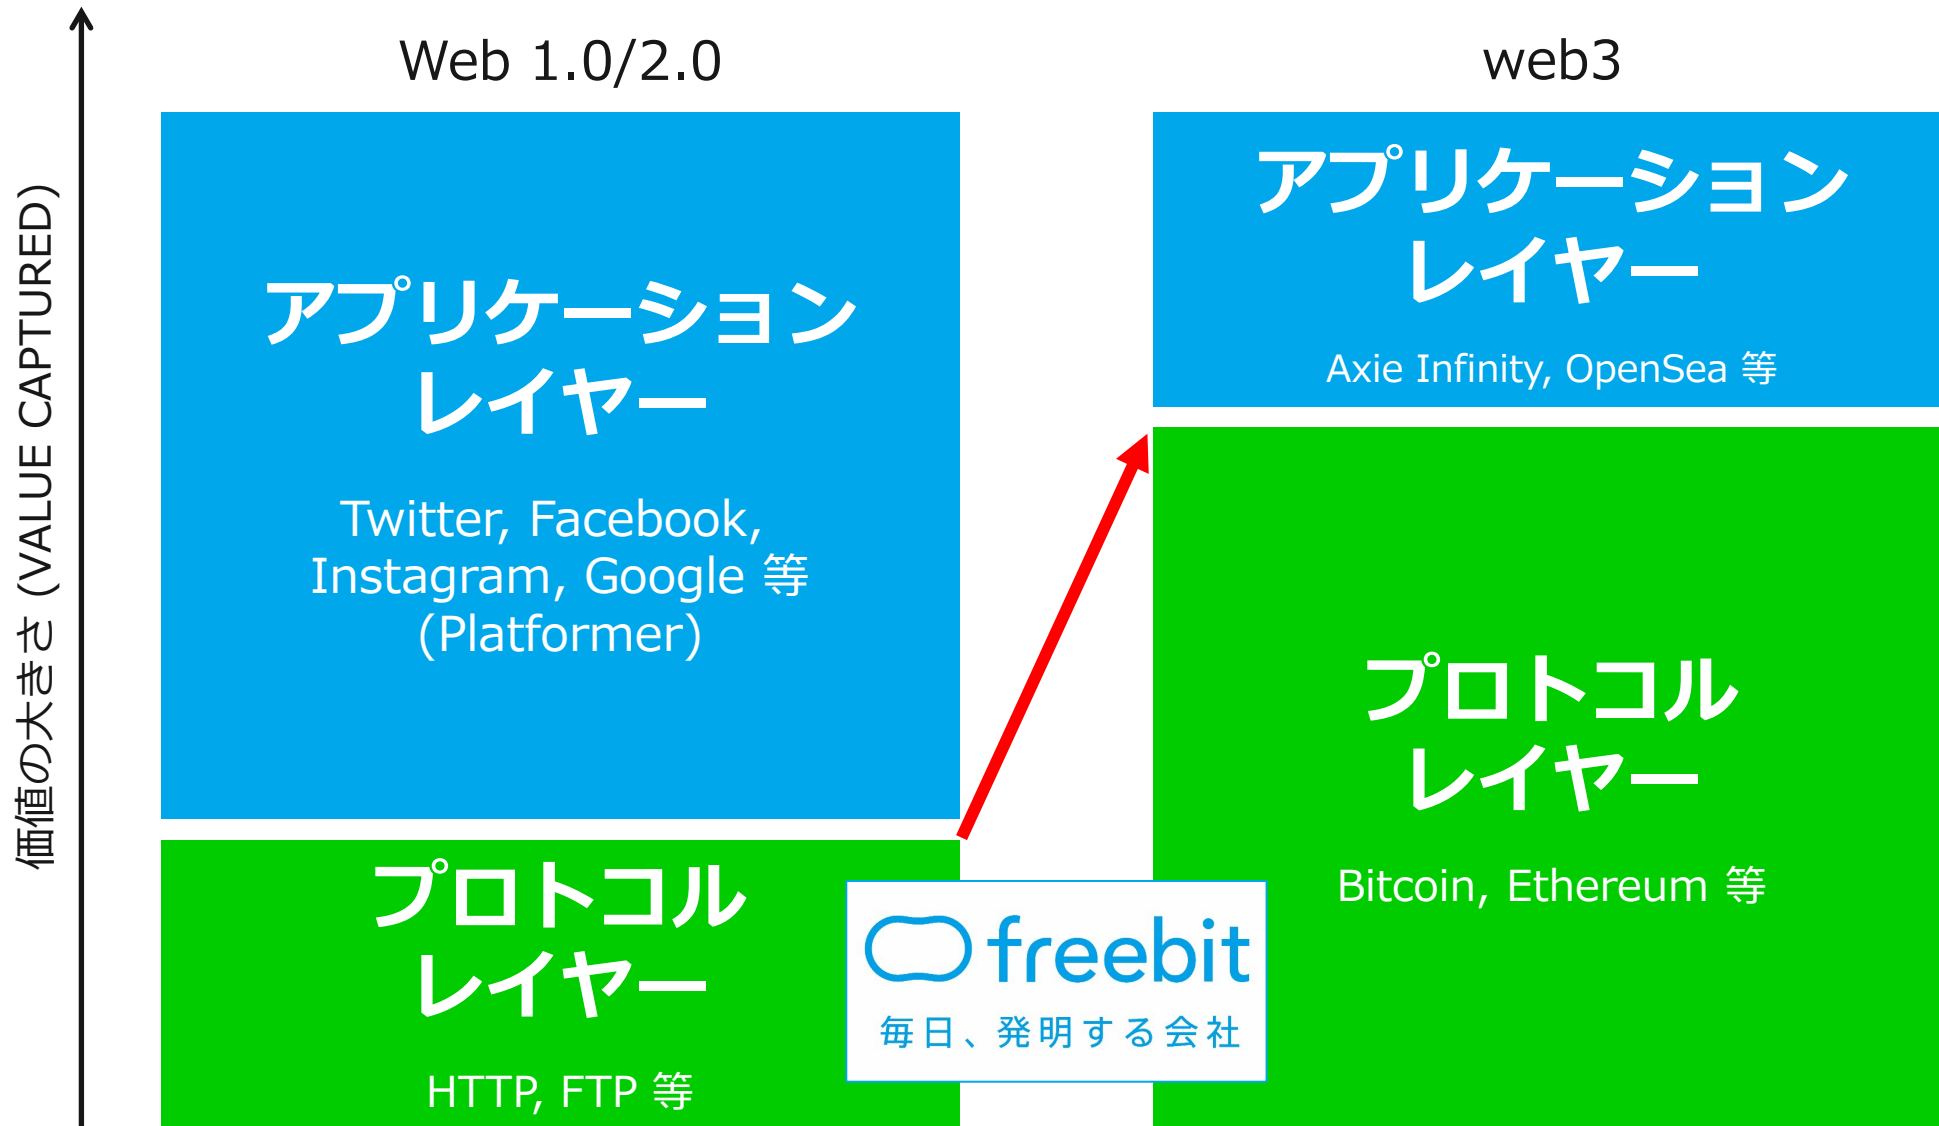 Web 1.0/2.0
web3
価値の大きさ (VALUE CAPTURED)
アプリケーション
レイヤー
Twitter, Facebook,
Instagram, Google 等
(Platformer)
プロトコル
レイヤー
HTTP, FTP 等
アプリケーション
レイヤー
Axie Infinity, OpenSea 等
プロトコル
レイヤー
Bitcoin, Ethereum 等
freebit
毎日、発明する会社